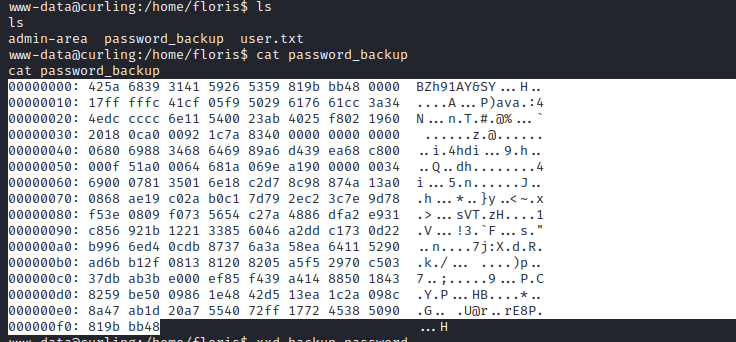 www-data@curling:/home/floris$ ls
ls
admin-area  password_backup  user.txt
www-data@curling:/home/floris$ cat password_backup
cat password_backup
00000000: 425a 6839 3141 5926 5359 819b bb48 0000  BZh91AY&SY...H..
00000010: 17ff fffc 41cf 05f9 5029 6176 61cc 3a34  ....A...P)ava.:4
00000020: 4edc cccc 6e11 5400 23ab 4025 f802 1960  N...n.T.#.@%...`
00000030: 2018 0ca0 0092 1c7a 8340 0000 0000 0000   ......z.@......
00000040: 0680 6988 3468 6469 89a6 d439 ea68 c800  ..i.4hdi...9.h..
00000050: 000f 51a0 0064 681a 069e a190 0000 0034  ..Q..dh........4
00000060: 6900 0781 3501 6e18 c2d7 8c98 874a 13a0  i...5.n......J..
00000070: 0868 ae19 c02a b0c1 7d79 2ec2 3c7e 9d78  .h...*..}y..<~.x
00000080: f53e 0809 f073 5654 c27a 4886 dfa2 e931  .>...sVT.zH....1
00000090: c856 921b 1221 3385 6046 a2dd c173 0d22  .V...!3.`F...s."
000000a0: b996 6ed4 0cdb 8737 6a3a 58ea 6411 5290  ..n....7j:X.d.R.
000000b0: ad6b b12f 0813 8120 8205 a5f5 2970 c503  .k./... ....)p..
000000c0: 37db ab3b e000 ef85 f439 a414 8850 1843  7..;.....9...P.C
000000d0: 8259 be50 0986 1e48 42d5 13ea 1c2a 098c  .Y.P...HB....*..
000000e0: 8a47 ab1d 20a7 5540 72ff 1772 4538 5090  .G.. .U@r..rE8P.
000000f0: 819b bb48                                ...H